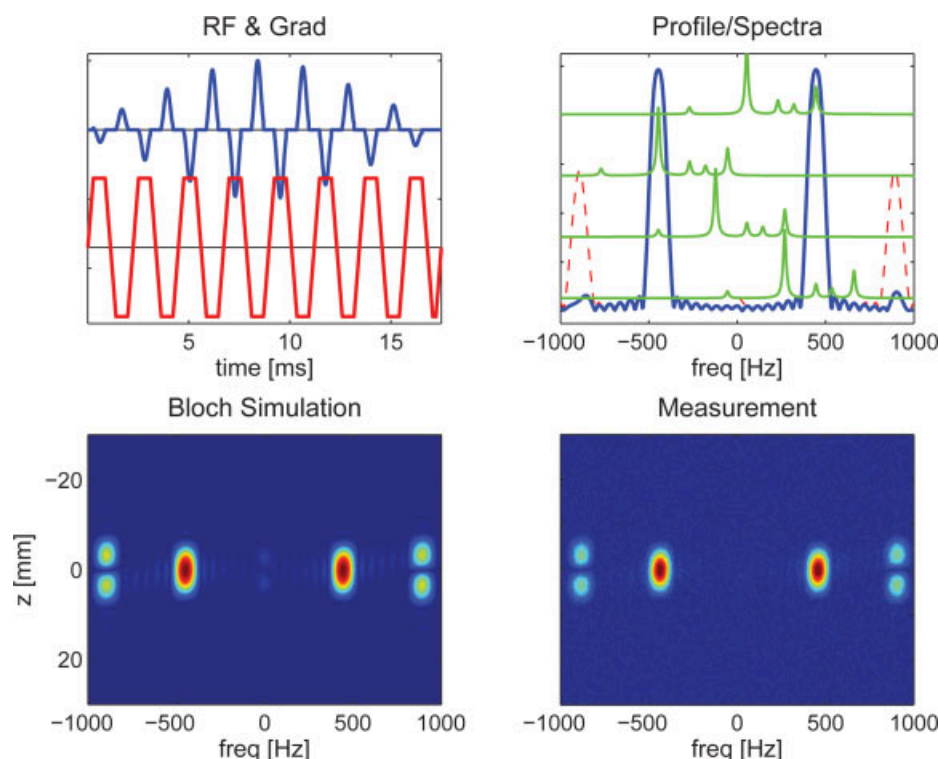 RF & Grad
5 10 15
time [ms]
Profile/Spectra
−1000 −500 0 500 1000
freq [Hz]
Bloch Simulation
−20
0
20
z [mm]
−1000 −500 0 500 1000
freq [Hz]
Measurement
−1000 −500 0 500 1000
freq [Hz]